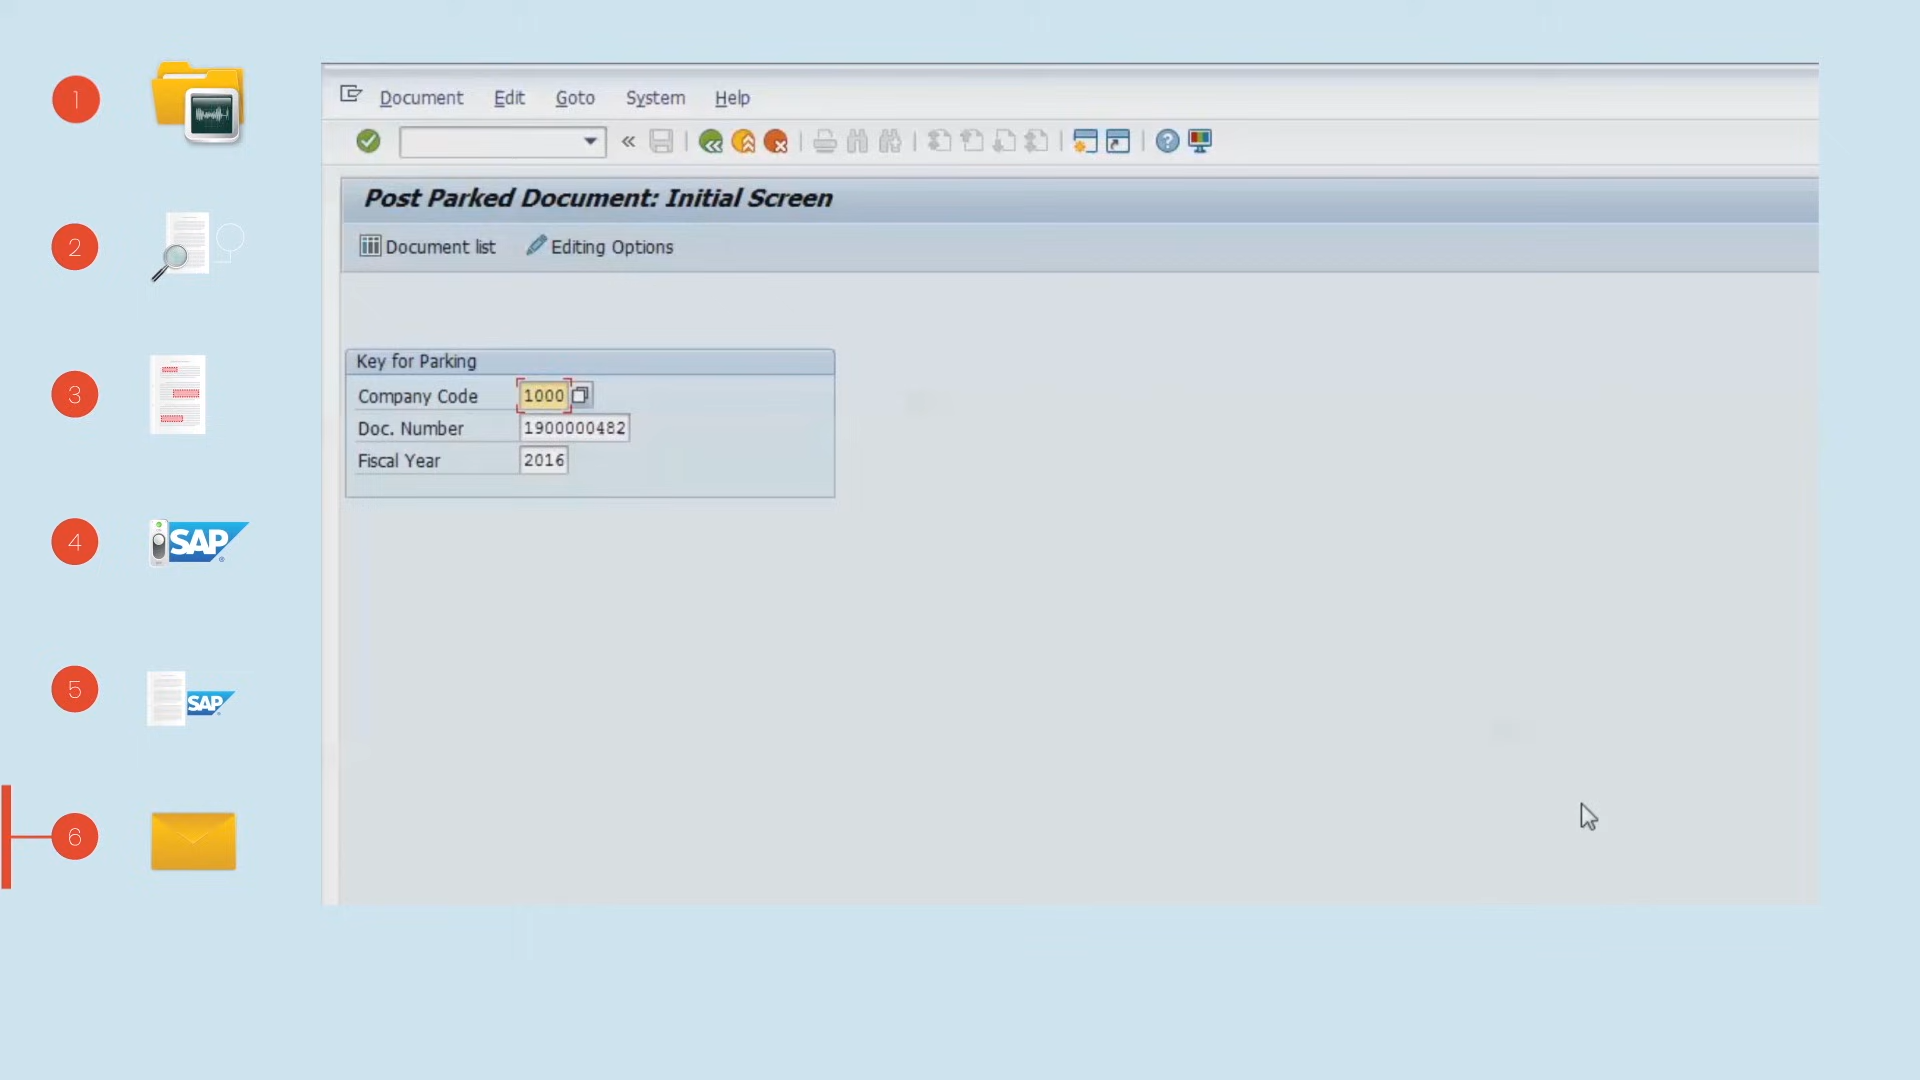 1
2
3
4
SAP
5
SAP
6
Document Edit Goto System Help
Post Parked Document: Initial Screen
Document list Editing Options
Key for Parking
Company Code 1000
Doc. Number 1900000482
Fiscal Year 2016